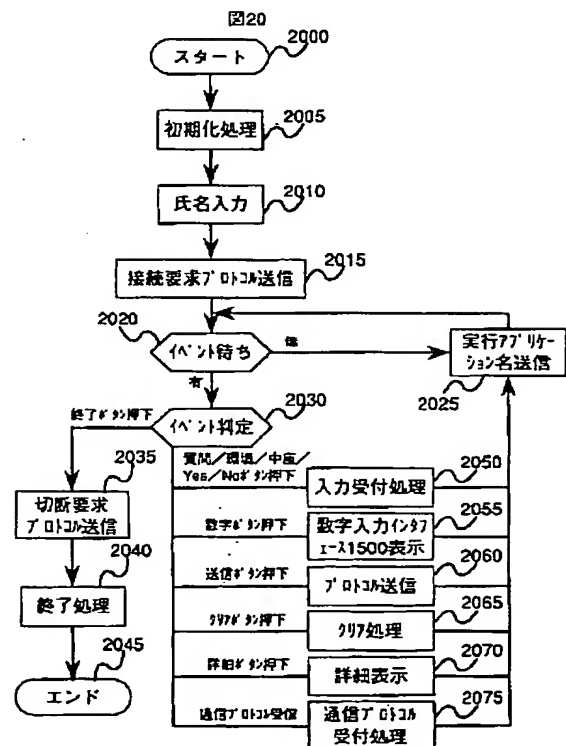 図20
スタート
2000
初期化処理
2005
氏名入力
2010
接続要求プロトコル送信
2015
2020
イベント待ち
実行アプリケー
ション名送信
2025
有
イベント判定
2030
終了ボタン押下
2035
切断要求
プロトコル送信
2040
終了処理
2045
エンド
質問/環境/中座/
Yes/Noボタン押下
2050
入力受付処理
数字ボタン押下
2055
数字入力インタフ
ェース1500表示
送信ボタン押下
2060
プロトコル送信
クリアボタン押下
2065
クリア処理
詳細ボタン押下
2070
詳細表示
通信プロトコル受信
2075
通信プロトコル
受付処理